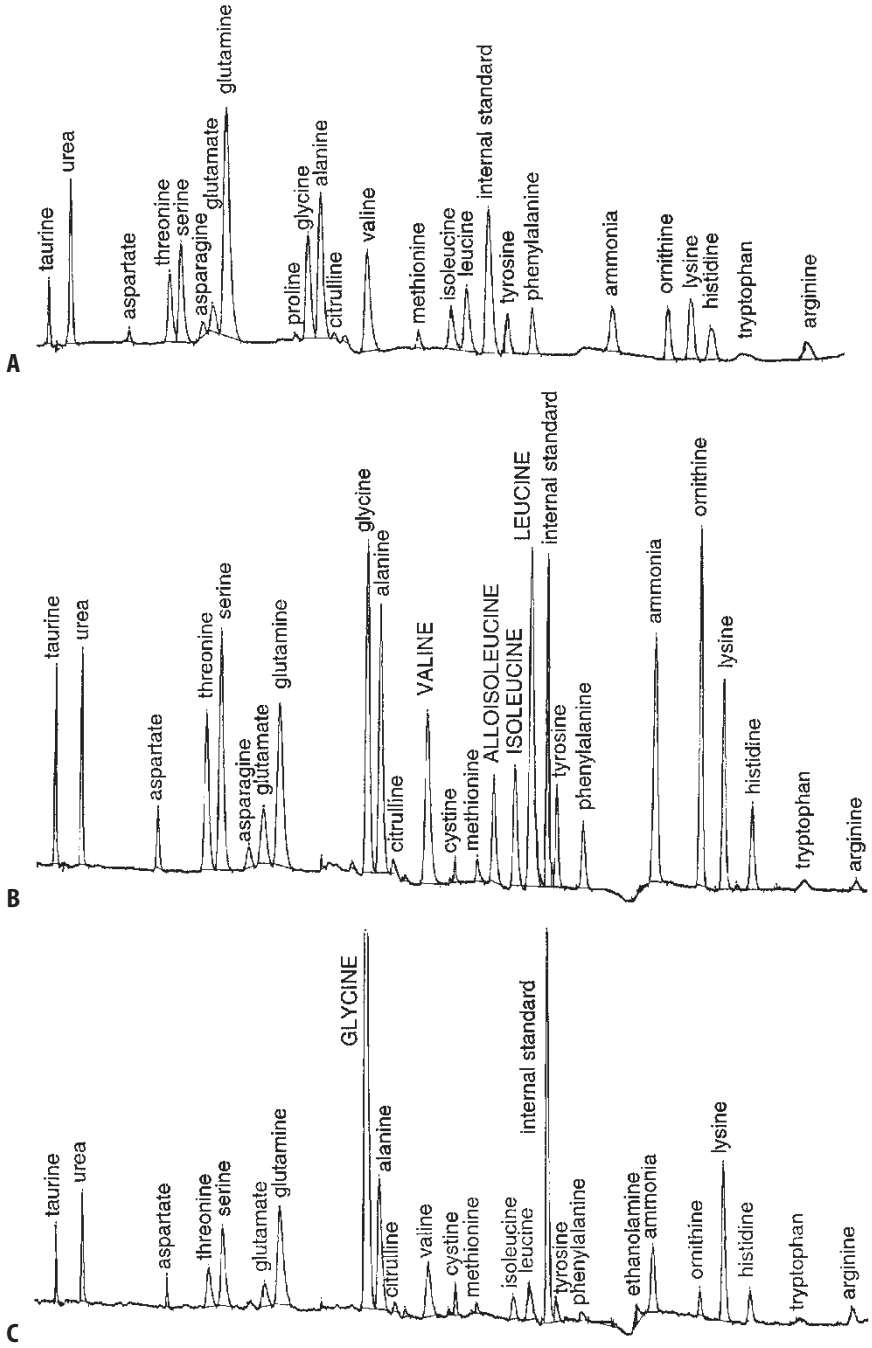 taurine
urea
aspartate
threonine
serine
asparagine
glutamate
glutamine
proline
glycine
alanine
citrulline
valine
methionine
isoleucine
leucine
internal standard
tyrosine
phenylalanine
ammonia
ornithine
lysine
histidine
tryptophan
arginine
A
taurine
urea
aspartate
threonine
serine
asparagine
glutamate
glutamine
glycine
alanine
citrulline
VALINE
cystine
methionine
ALLOISOLEUCINE
ISOLEUCINE
LEUCINE
internal standard
tyrosine
phenylalanine
ammonia
ornithine
lysine
histidine
tryptophan
arginine
B
taurine
urea
aspartate
threonine
serine
glutamate
glutamine
GLYCINE
alanine
citrulline
valine
cystine
methionine
isoleucine
leucine
internal standard
tyrosine
phenylalanine
ethanolamine
ammonia
ornithine
lysine
histidine
tryptophan
arginine
C